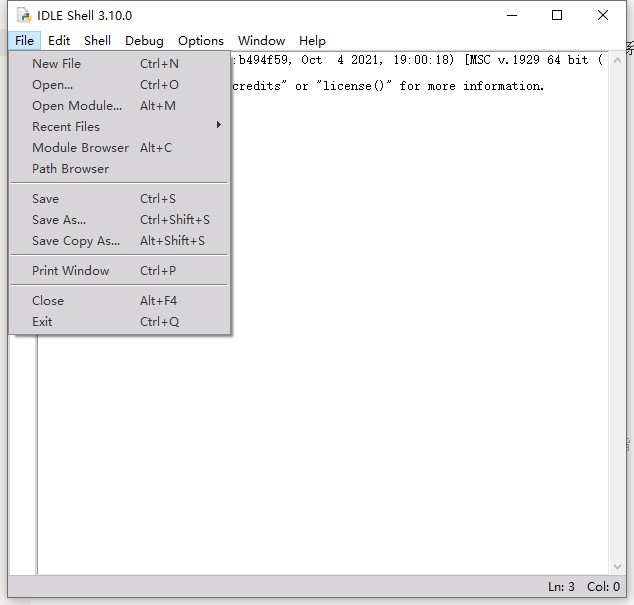 IDLE Shell 3.10.0
File Edit Shell Debug Options Window Help
:b494f59, Oct  4 2021, 19:00:18) [MSC v.1929 64 bit (
credits" or "license()" for more information.
New File Ctrl+N
Open... Ctrl+O
Open Module... Alt+M
Recent Files
Module Browser Alt+C
Path Browser
Save Ctrl+S
Save As... Ctrl+Shift+S
Save Copy As... Alt+Shift+S
Print Window Ctrl+P
Close Alt+F4
Exit Ctrl+Q
Ln: 3 Col: 0